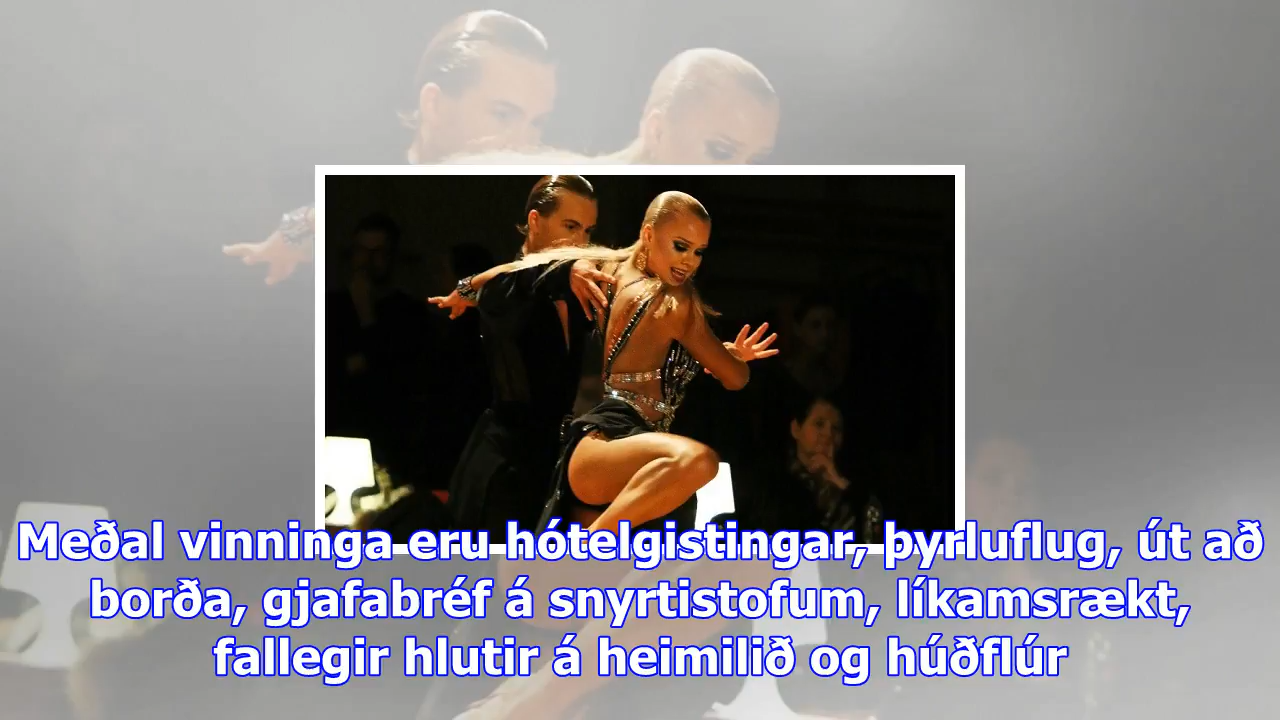 Meðal vinninga eru hótelgistingar, þyrluflug, út að
borða, gjafabréf á snyrtistofum, líkamsrækt,
fallegir hlutir á heimilið og húðflúr